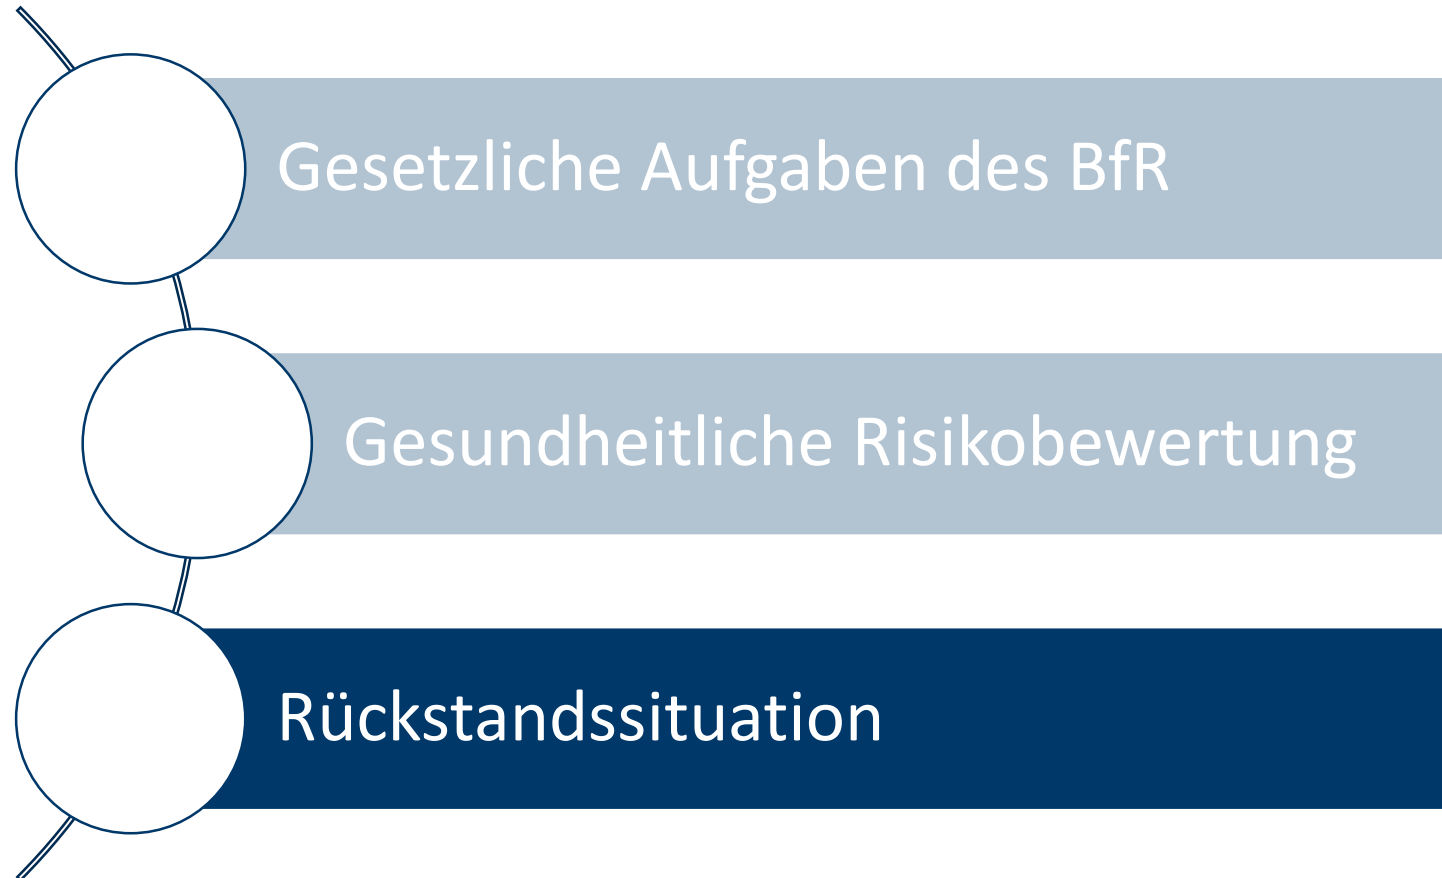 Gesetzliche Aufgaben des BfR
Gesundheitliche Risikobewertung
Rückstandssituation